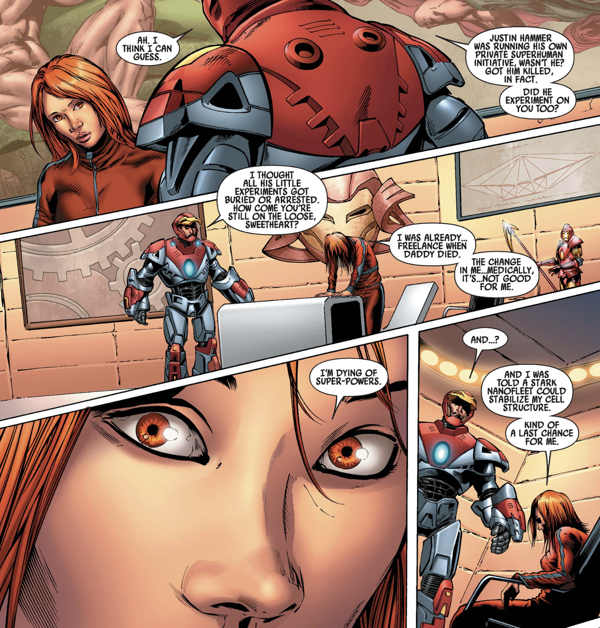 AH. I
THINK I CAN
GUESS.
JUSTIN HAMMER
WAS RUNNING HIS OWN
PRIVATE SUPERHUMAN
INITIATIVE, WASN'T HE?
GOT HIM KILLED,
IN FACT.
DID HE
EXPERIMENT ON
YOU TOO?
I THOUGHT
ALL HIS LITTLE
EXPERIMENTS GOT
BURIED OR ARRESTED.
HOW COME YOU'RE
STILL ON THE LOOSE,
SWEETHEART?
I WAS ALREADY...
FREELANCE WHEN
DADDY DIED.
THE CHANGE
IN ME...MEDICALLY,
IT'S...NOT GOOD
FOR ME.
I'M DYING OF
SUPER-POWERS.
AND...?
AND I WAS
TOLD A STARK
NANOFLEET COULD
STABILIZE MY CELL
STRUCTURE.
KIND OF
A LAST CHANCE
FOR ME.